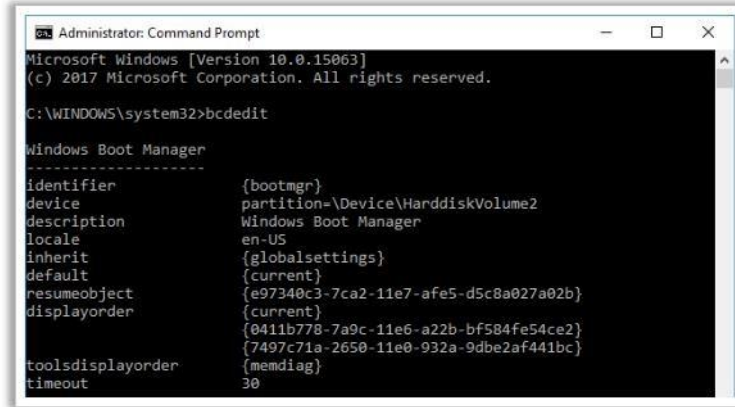 Administrator: Command Prompt
Microsoft Windows [Version 10.0.15063]
(c) 2017 Microsoft Corporation. All rights reserved.
C:\WINDOWS\system32>bcdedit
Windows Boot Manager
--------------------
identifier {bootmgr}
device partition=\Device\HarddiskVolume2
description Windows Boot Manager
locale en-US
inherit {globalsettings}
default {current}
resumeobject {e97340c3-7ca2-11e7-afe5-d5c8a027a02b}
displayorder {current}
{0411b778-7a9c-11e6-a22b-bf584fe54ce2}
{7497c71a-2650-11e0-932a-9dbe2af441bc}
toolsdisplayorder {memdiag}
timeout 30